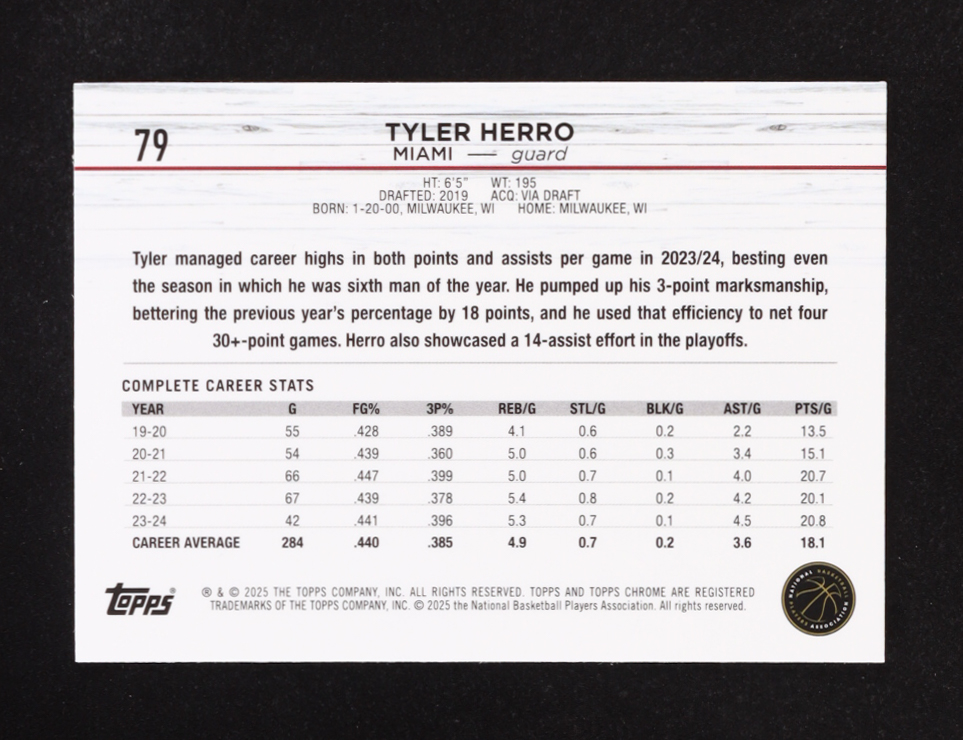 79
TYLER HERRO
MIAMI — guard
HT: 6'5" WT: 195
DRAFTED: 2019 ACQ: VIA DRAFT
BORN: 1-20-00, MILWAUKEE, WI HOME: MILWAUKEE, WI
Tyler managed career highs in both points and assists per game in 2023/24, besting even
the season in which he was sixth man of the year. He pumped up his 3-point marksmanship,
bettering the previous year's percentage by 18 points, and he used that efficiency to net four
30+-point games. Herro also showcased a 14-assist effort in the playoffs.
COMPLETE CAREER STATS
YEAR G FG% 3P% REB/G STL/G BLK/G AST/G PTS/G
19-20 55 .428 .389 4.1 0.6 0.2 2.2 13.5
20-21 54 .439 .360 5.0 0.6 0.3 3.4 15.1
21-22 66 .447 .399 5.0 0.7 0.1 4.0 20.7
22-23 67 .439 .378 5.4 0.8 0.2 4.2 20.1
23-24 42 .441 .396 5.3 0.7 0.1 4.5 20.8
CAREER AVERAGE 284 .440 .385 4.9 0.7 0.2 3.6 18.1
Topps®
® & © 2025 THE TOPPS COMPANY, INC. ALL RIGHTS RESERVED. TOPPS AND TOPPS CHROME ARE REGISTERED
TRADEMARKS OF THE TOPPS COMPANY, INC. © 2025 the National Basketball Players Association. All rights reserved.
NATIONAL BASKETBALL PLAYERS ASSOCIATION